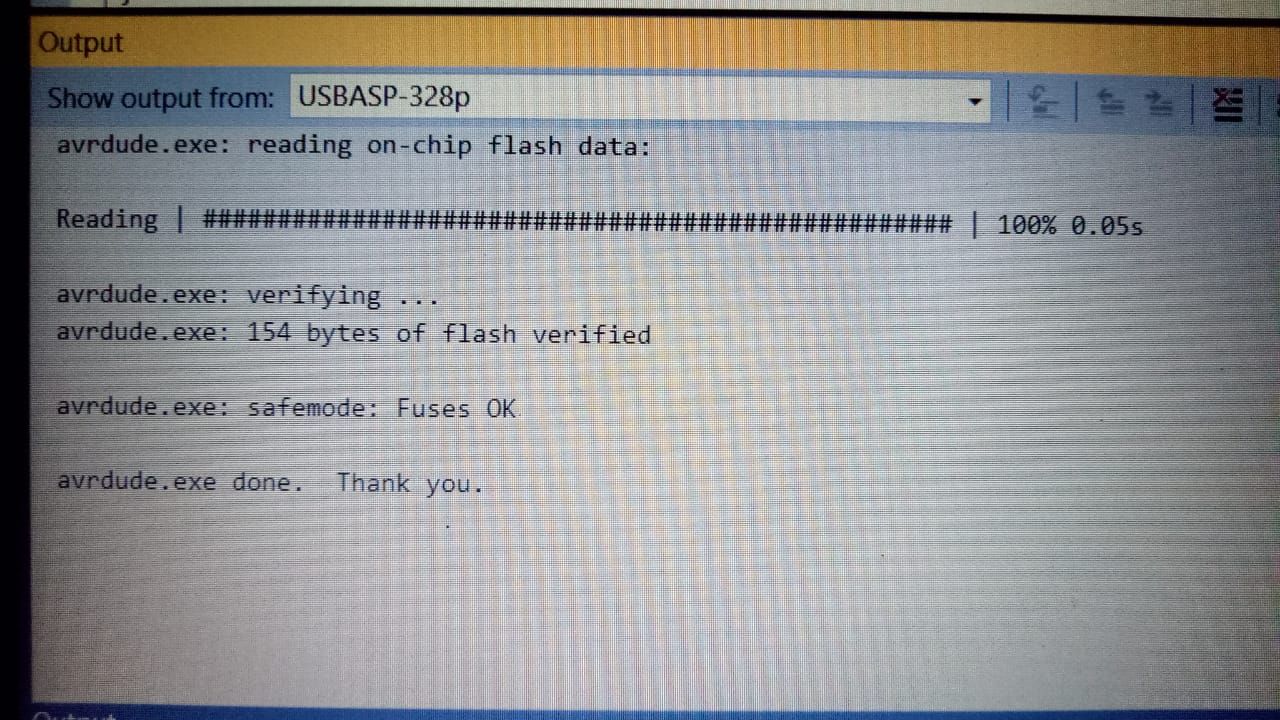 Output
Show output from: USBASP-328p
avrdude.exe: reading on-chip flash data:
Reading | ################################################## | 100% 0.05s
avrdude.exe: verifying ...
avrdude.exe: 154 bytes of flash verified
avrdude.exe: safemode: Fuses OK
avrdude.exe done.  Thank you.